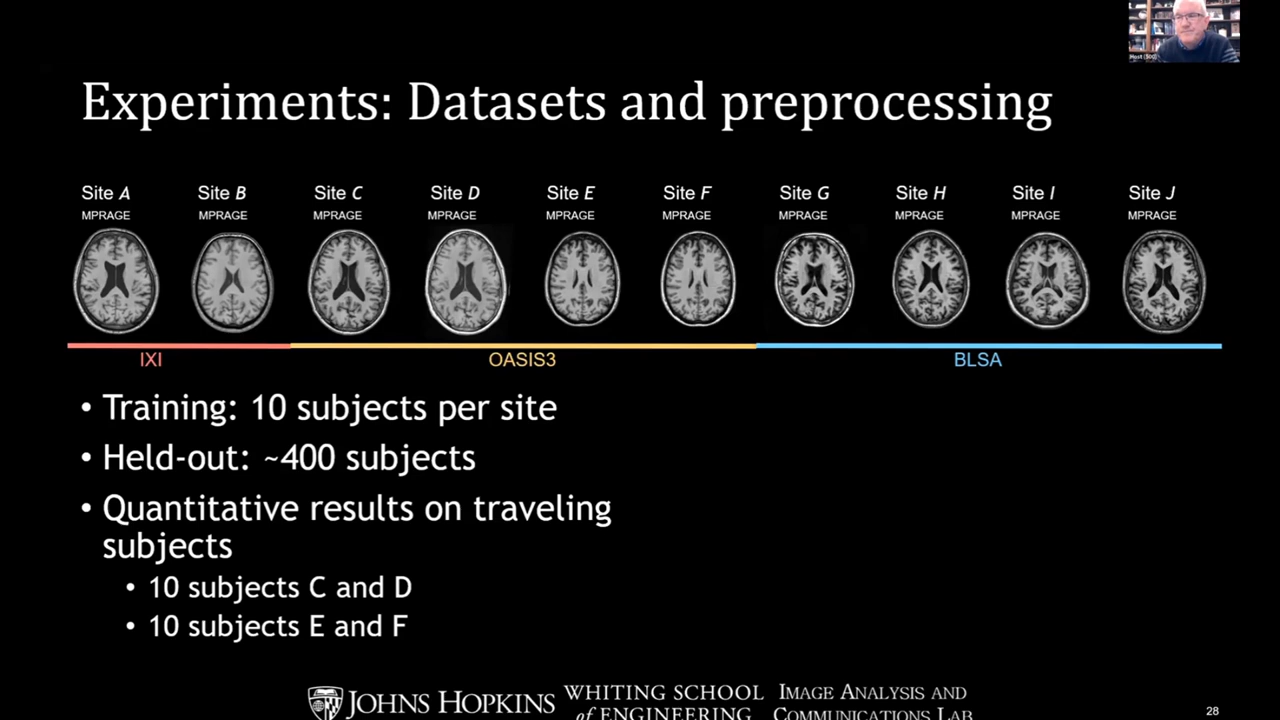 Host (500)
Experiments: Datasets and preprocessing
Site A Site B Site C Site D Site E Site F Site G Site H Site I Site J
MPRAGE MPRAGE MPRAGE MPRAGE MPRAGE MPRAGE MPRAGE MPRAGE MPRAGE MPRAGE
IXI OASIS3 BLSA
• Training: 10 subjects per site
• Held-out: ~400 subjects
• Quantitative results on traveling
subjects
• 10 subjects C and D
• 10 subjects E and F
JOHNS HOPKINS
WHITING SCHOOL
of ENGINEERING
IMAGE ANALYSIS AND
COMMUNICATIONS LAB
28